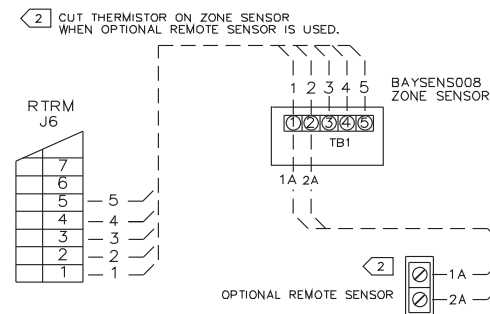 2 CUT THERMISTOR ON ZONE SENSOR
WHEN OPTIONAL REMOTE SENSOR IS USED.
1 2 3 4 5
BAYSENS008
ZONE SENSOR
RTRM
J6
1 2 3 4 5
TB1
7
6
5 5
4 4
3 3
2 2
1 1
1A 2A
2
OPTIONAL REMOTE SENSOR
1A
2A